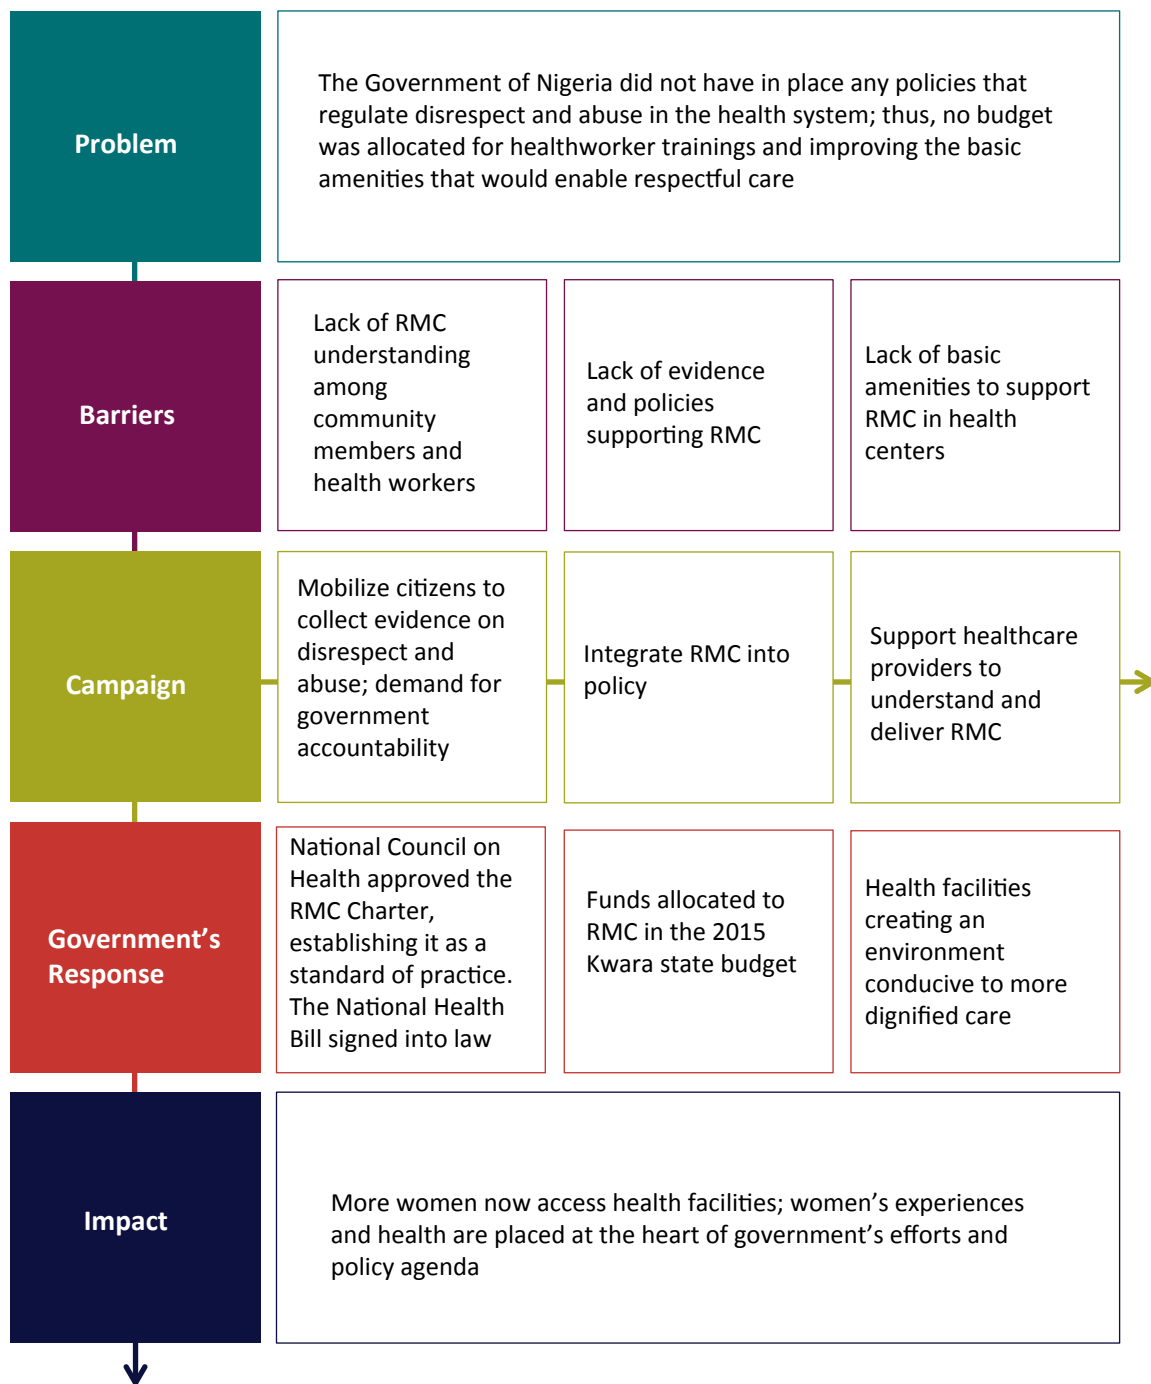 Problem
The Government of Nigeria did not have in place any policies that
regulate disrespect and abuse in the health system; thus, no budget
was allocated for healthworker trainings and improving the basic
amenities that would enable respectful care
Barriers
Lack of RMC
understanding
among
community
members and
health workers
Lack of evidence
and policies
supporting RMC
Lack of basic
amenities to support
RMC in health
centers
Campaign
Mobilize citizens to
collect evidence on
disrespect and
abuse; demand for
government
accountability
Integrate RMC into
policy
Support healthcare
providers to
understand and
deliver RMC
Government’s
Response
National Council on
Health approved the
RMC Charter,
establishing it as a
standard of practice.
The National Health
Bill signed into law
Funds allocated to
RMC in the 2015
Kwara state budget
Health facilities
creating an
environment
conducive to more
dignified care
Impact
More women now access health facilities; women’s experiences
and health are placed at the heart of government’s efforts and
policy agenda